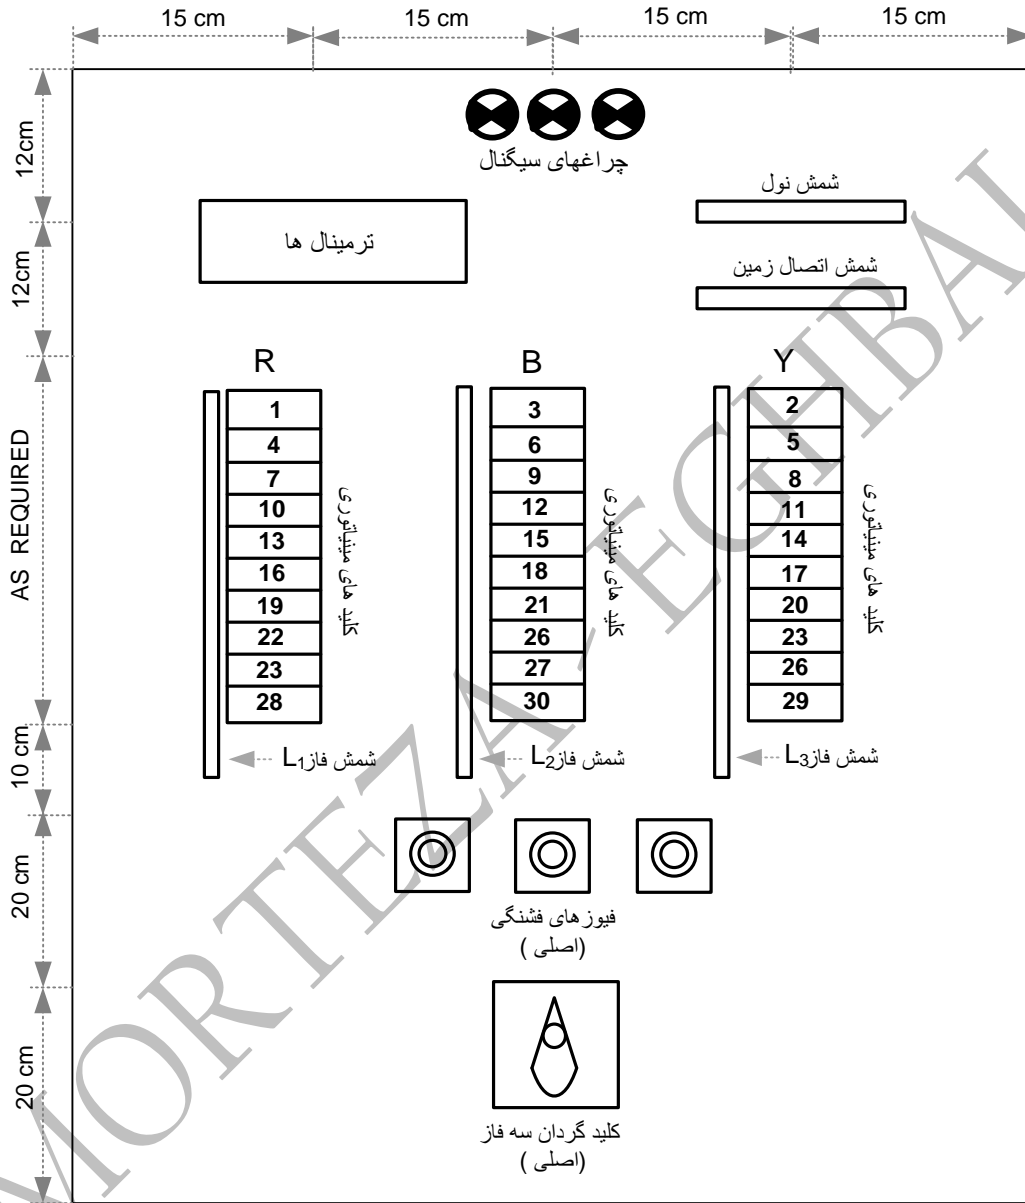 15 cm
15 cm
15 cm
15 cm
12cm
12cm
AS REQUIRED
10 cm
20 cm
20 cm
چراغهای سیگنال
ترمینال ها
شمش نول
شمش اتصال زمین
R
1
4
7
10
13
16
19
22
23
28
کلید های مینیاتوری
شمش فاز L1
B
3
6
9
12
15
18
21
26
27
30
کلید های مینیاتوری
شمش فاز L2
Y
2
5
8
11
14
17
20
23
26
29
کلید های مینیاتوری
شمش فاز L3
فیوزهای فشنگی
(اصلی )
کلید گردان سه فاز
(اصلی )
MORTEZA - EGHBAL